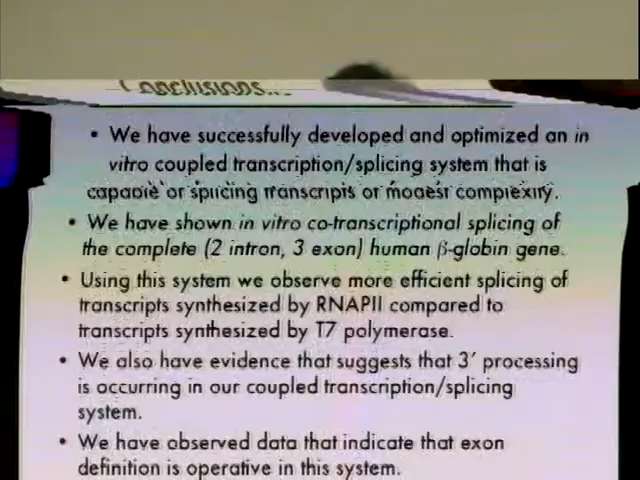 Conclusions...
• We have successfully developed and optimized an in
vitro coupled transcription/splicing system that is
capable of splicing transcripts of modest complexity.
• We have shown in vitro co-transcriptional splicing of
the complete (2 intron, 3 exon) human β-globin gene.
• Using this system we observe more efficient splicing of
transcripts synthesized by RNAPII compared to
transcripts synthesized by T7 polymerase.
• We also have evidence that suggests that 3' processing
is occurring in our coupled transcription/splicing
system.
• We have observed data that indicate that exon
definition is operative in this system.